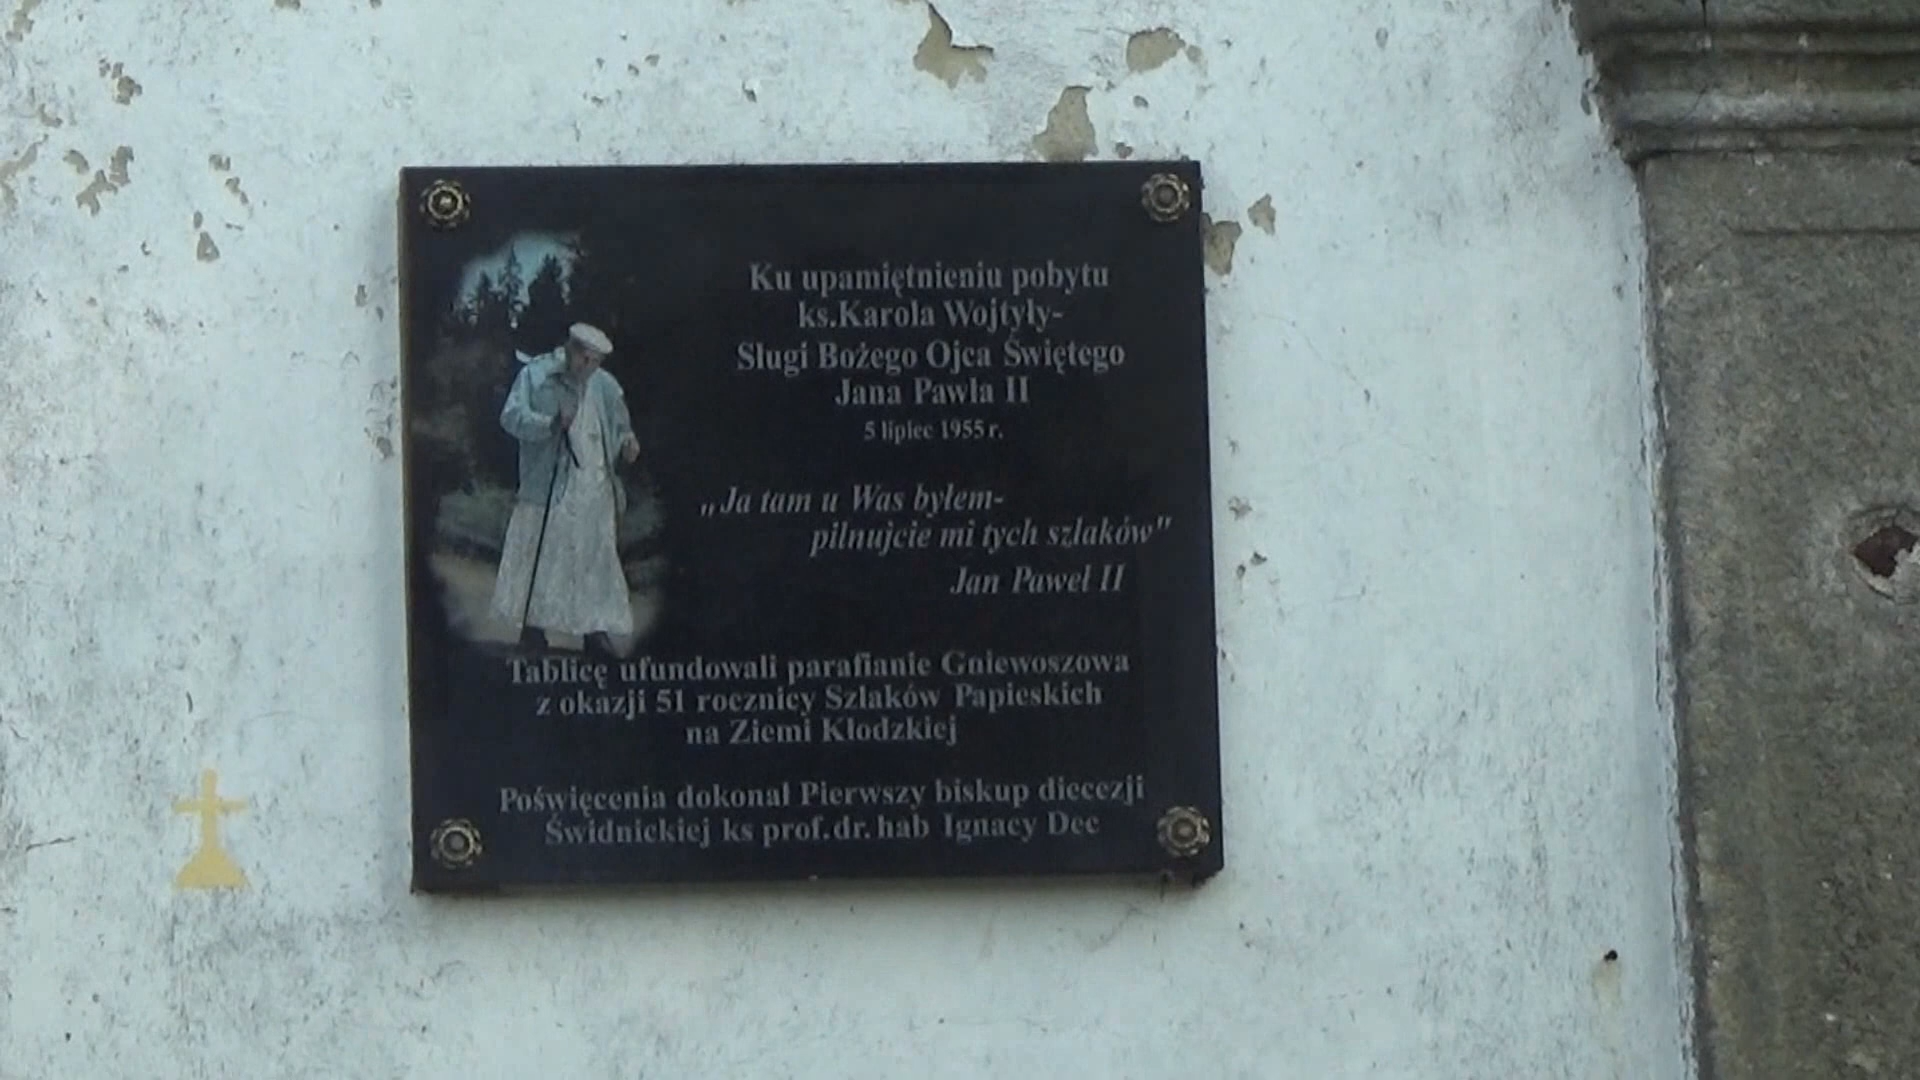 Ku upamiętnieniu pobytu
ks.Karola Wojtyły-
Sługi Bożego Ojca Świętego
Jana Pawła II
5 lipiec 1955 r.
„Ja tam u Was byłem-
pilnujcie mi tych szlaków"
Jan Paweł II
Tablicę ufundowali parafianie Gniewoszowa
z okazji 51 rocznicy Szlaków Papieskich
na Ziemi Kłodzkiej
Poświęcenia dokonał Pierwszy biskup diecezji
Świdnickiej ks prof.dr.hab Ignacy Dec